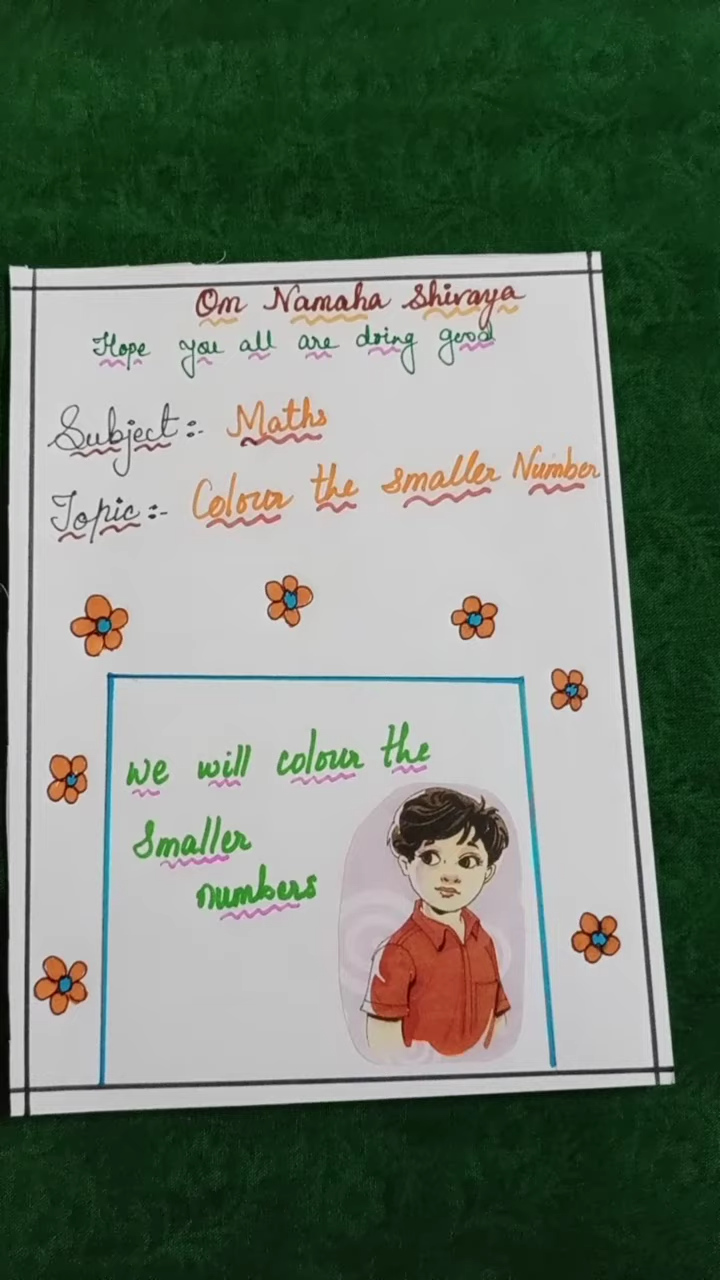 Om Namaha Shivaya
Hope you all are doing good
Subject:- Maths
Topic:- Colour the smaller Number
we will colour the
smaller
numbers